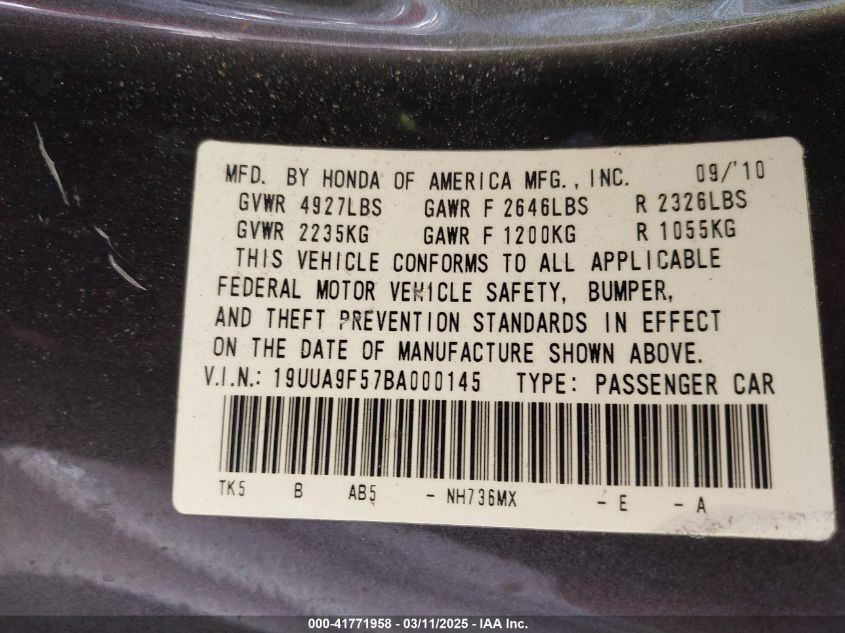 MFD. BY HONDA OF AMERICA MFG., INC. 09/'10
GVWR 4927LBS GAWR F 2646LBS R 2326LBS
GVWR 2235KG GAWR F 1200KG R 1055KG
THIS VEHICLE CONFORMS TO ALL APPLICABLE
FEDERAL MOTOR VEHICLE SAFETY, BUMPER,
AND THEFT PREVENTION STANDARDS IN EFFECT
ON THE DATE OF MANUFACTURE SHOWN ABOVE.
V.I.N.: 19UUA9F57BA000145 TYPE: PASSENGER CAR
TK5 B AB5 - NH736MX - E - A
000-41771958 - 03/11/2025 - IAA Inc.